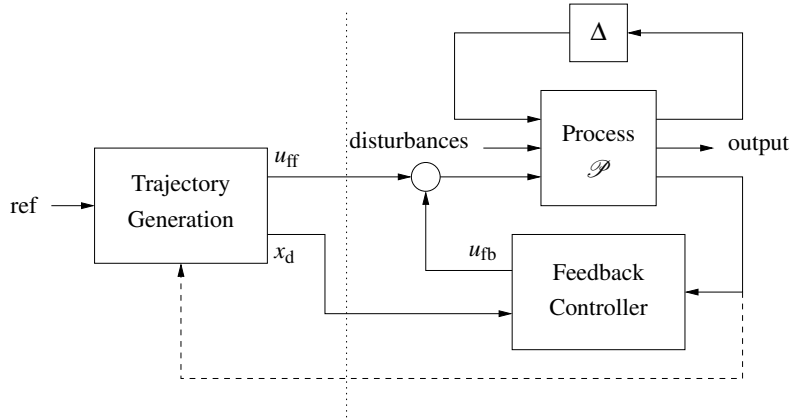 Δ
Process
𝒫
disturbances
output
ref
Trajectory
Generation
u_ff
x_d
u_fb
Feedback
Controller